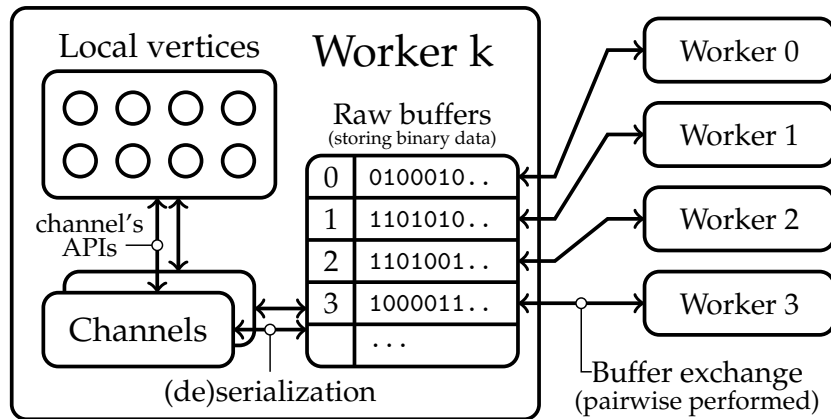 Local vertices
Worker k
Raw buffers
(storing binary data)
0 0100010..
1 1101010..
2 1101001..
3 1000011..
...
channel's
APIs
Channels
(de)serialization
Worker 0
Worker 1
Worker 2
Worker 3
Buffer exchange
(pairwise performed)